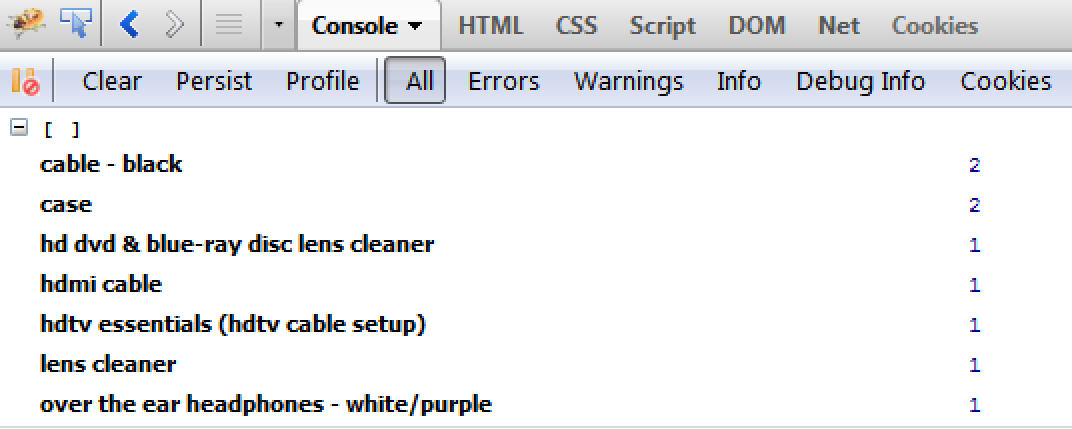 Console HTML CSS Script DOM Net Cookies
Clear Persist Profile All Errors Warnings Info Debug Info Cookies
[ ]
cable - black 2
case 2
hd dvd & blue-ray disc lens cleaner 1
hdmi cable 1
hdtv essentials (hdtv cable setup) 1
lens cleaner 1
over the ear headphones - white/purple 1